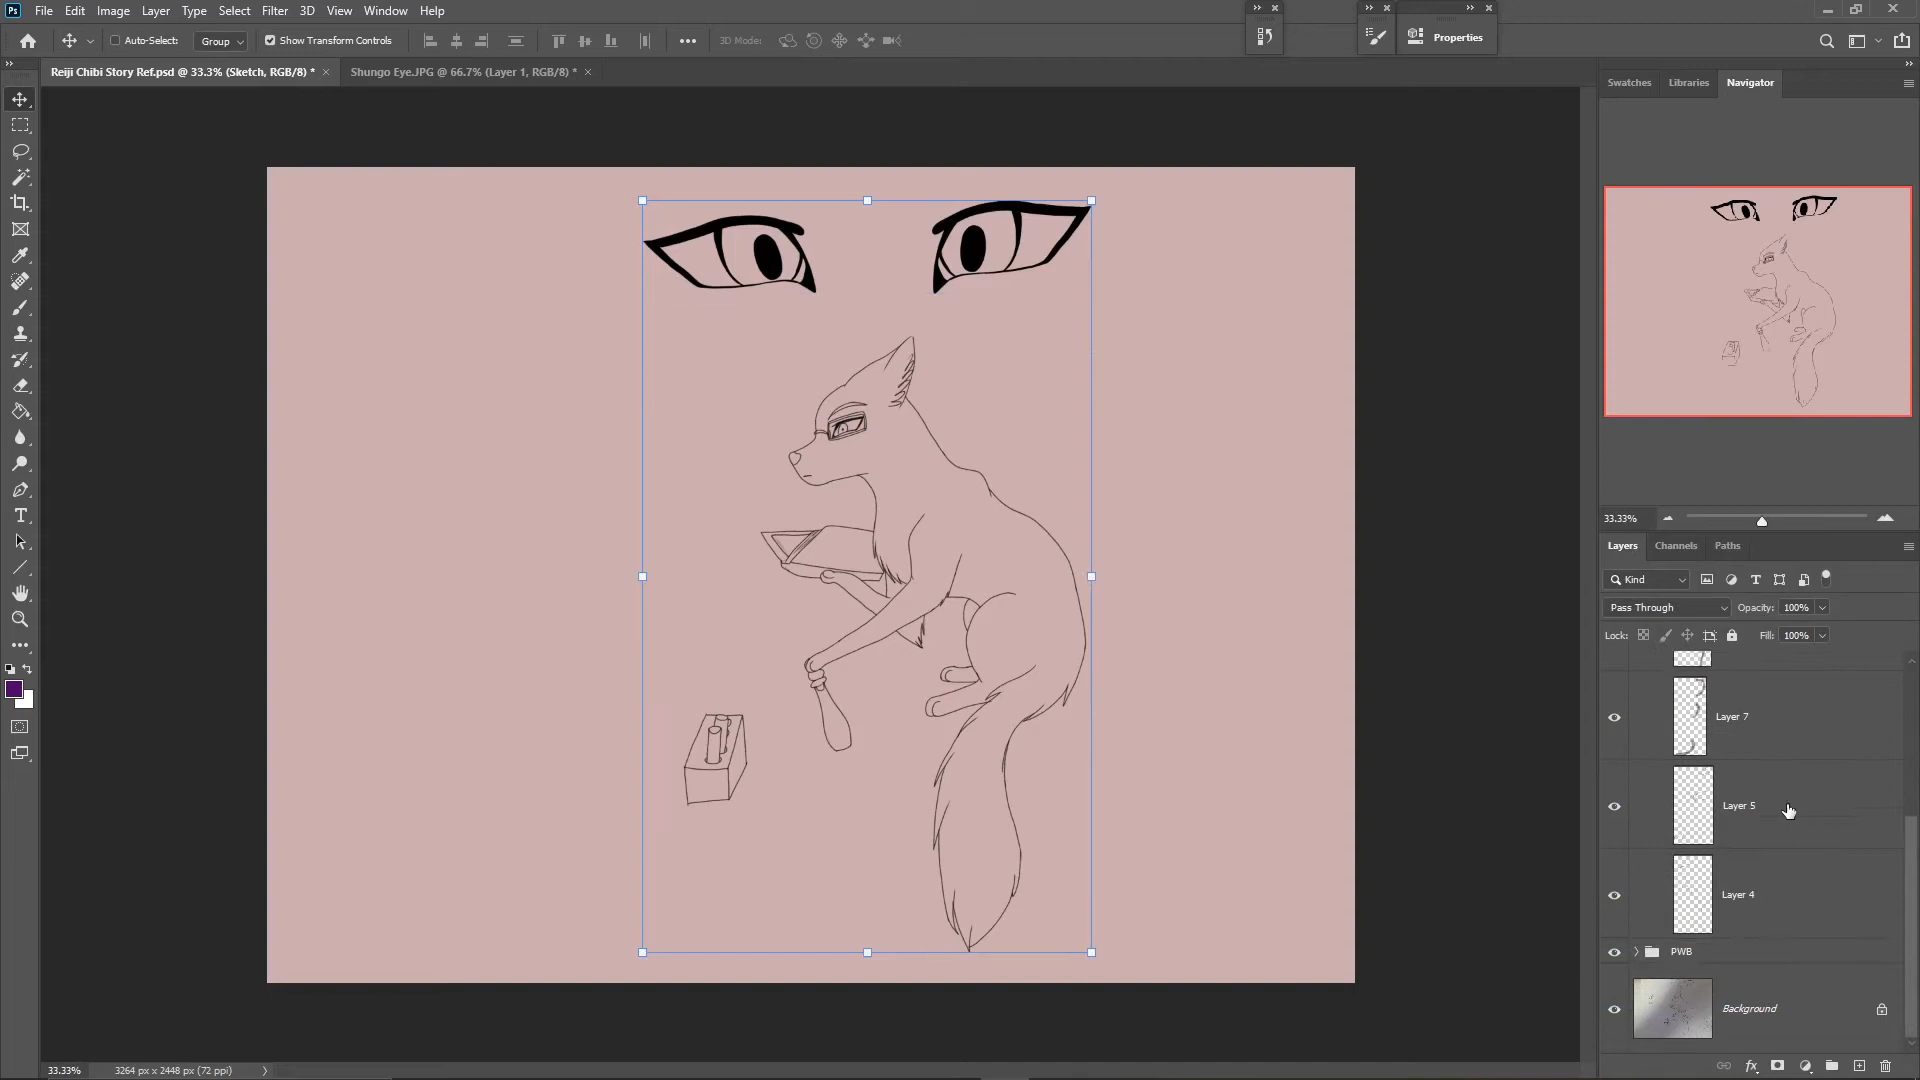 Ps File Edit Image Layer Type Select Filter 3D View Window Help
Auto-Select: Group Show Transform Controls 3D Mode: Properties
Reiji Chibi Story Ref.psd @ 33.3% (Sketch, RGB/8) * × Shungo Eye.JPG @ 66.7% (Layer 1, RGB/8) * ×
Swatches Libraries Navigator
33.33%
Layers Channels Paths
Kind
Pass Through Opacity: 100%
Lock: Fill: 100%
Layer 7
Layer 5
Layer 4
PWB
Background
33.33% 3264 px x 2448 px (72 ppi)